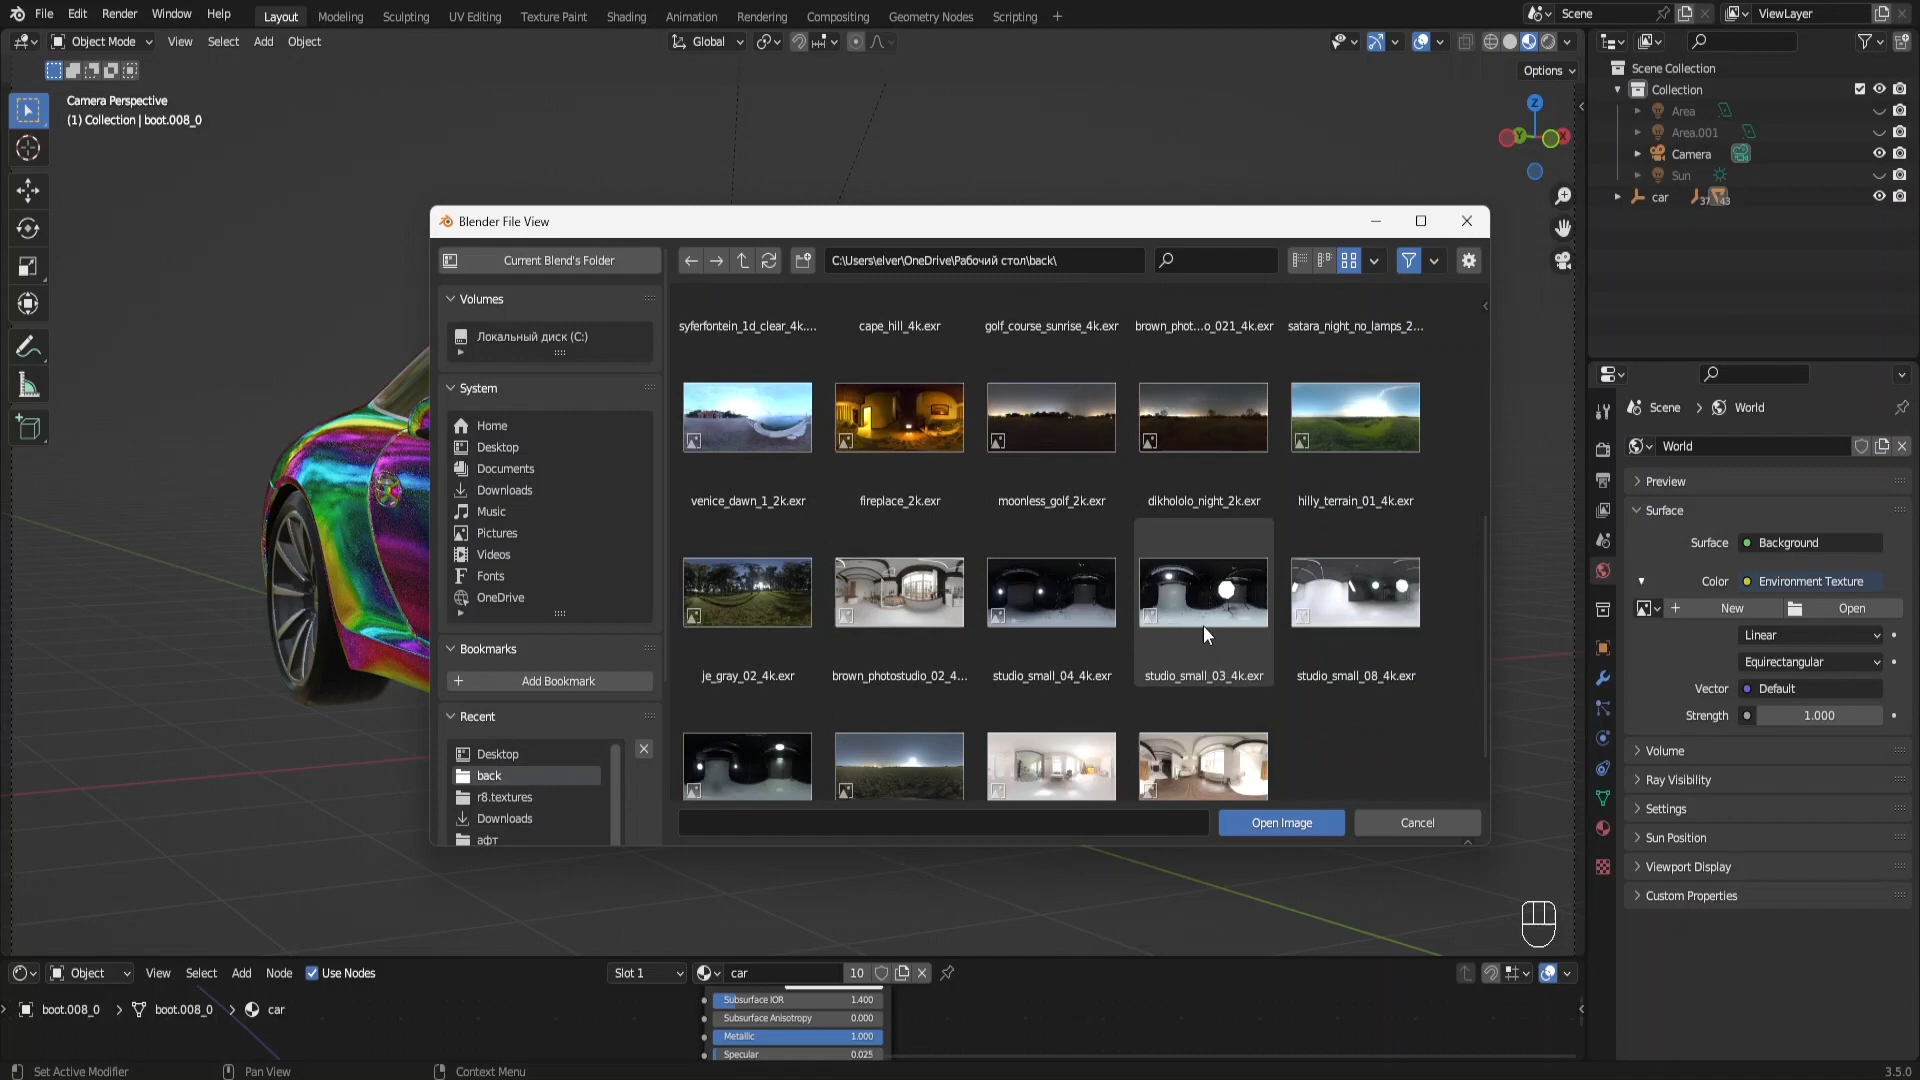 File Edit Render Window Help Layout Modeling Sculpting UV Editing Texture Paint Shading Animation Rendering Compositing Geometry Nodes Scripting + Scene ViewLayer
Object Mode View Select Add Object Global
Options
Camera Perspective
(1) Collection | boot.008_0
Z
Y
X
Scene Collection
Collection
Area
Area.001
Camera
Sun
car 37 43
Blender File View
Current Blend's Folder
C:\Users\elver\OneDrive\Рабочий стол\back\
Volumes
Локальный диск (C:)
System
Home
Desktop
Documents
Downloads
Music
Pictures
Videos
Fonts
OneDrive
Bookmarks
Add Bookmark
Recent
Desktop
back
r8.textures
Downloads
афт
syferfontein_1d_clear_4k.... cape_hill_4k.exr golf_course_sunrise_4k.exr brown_phot...o_021_4k.exr satara_night_no_lamps_2...
venice_dawn_1_2k.exr fireplace_2k.exr moonless_golf_2k.exr dikhololo_night_2k.exr hilly_terrain_01_4k.exr
je_gray_02_4k.exr brown_photostudio_02_4... studio_small_04_4k.exr studio_small_03_4k.exr studio_small_08_4k.exr
Open Image Cancel
Scene > World
World
Preview
Surface
Surface Background
Color Environment Texture
+ New Open
Linear
Equirectangular
Vector Default
Strength 1.000
Volume
Ray Visibility
Settings
Sun Position
Viewport Display
Custom Properties
Object View Select Add Node Use Nodes Slot 1 car 10
boot.008_0 > boot.008_0 > car
Subsurface IOR 1.400
Subsurface Anisotropy 0.000
Metallic 1.000
Specular 0.025
Set Active Modifier Pan View Context Menu 3.5.0